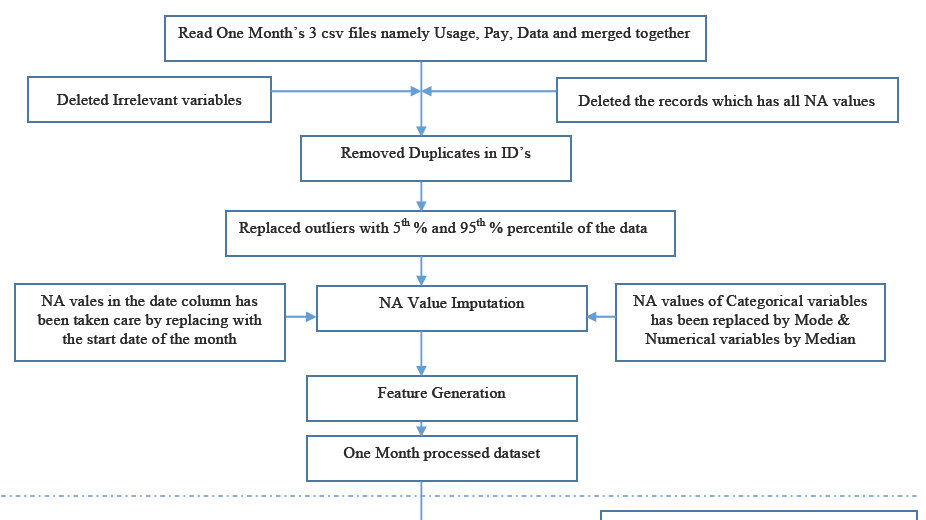 Read One Month's 3 csv files namely Usage, Pay, Data and merged together
Deleted Irrelevant variables
Deleted the records which has all NA values
Removed Duplicates in ID's
Replaced outliers with 5th % and 95th % percentile of the data
NA vales in the date column has
been taken care by replacing with
the start date of the month
NA Value Imputation
NA values of Categorical variables
has been replaced by Mode &
Numerical variables by Median
Feature Generation
One Month processed dataset